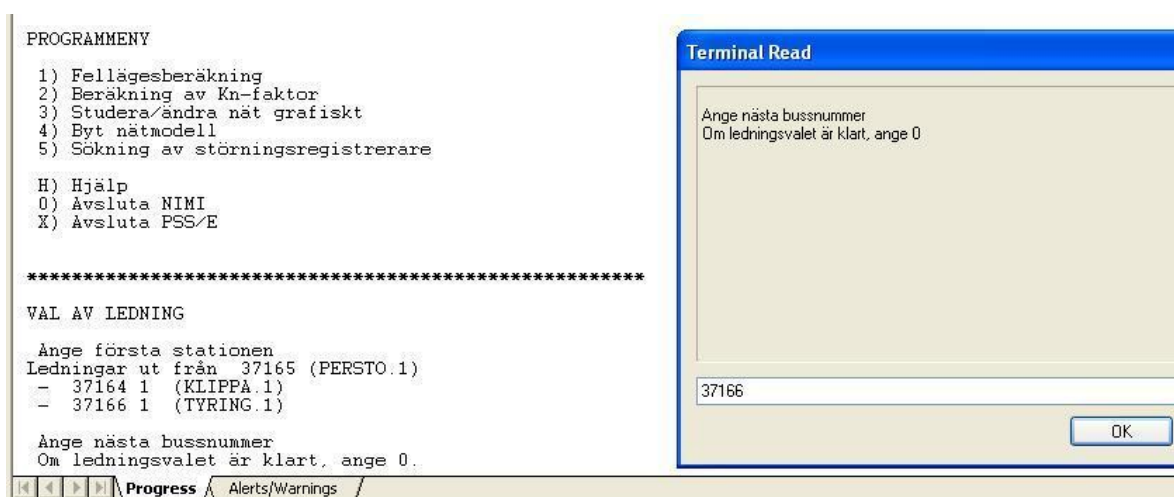 PROGRAMMENY
1) Fellägesberäkning
2) Beräkning av Kn-faktor
3) Studera/ändra nät grafiskt
4) Byt nätmodell
5) Sökning av störningsregistrerare
H) Hjälp
0) Avsluta NIMI
X) Avsluta PSS/E
*******************************************************
VAL AV LEDNING
Ange första stationen
Ledningar ut från 37165 (PERSTO.1)
- 37164 1 (KLIPPA.1)
- 37166 1 (TYRING.1)
Ange nästa bussnummer
Om ledningsvalet är klart, ange 0.
Progress
Alerts/Warnings
Terminal Read
Ange nästa bussnummer
Om ledningsvalet är klart, ange 0
37166
OK